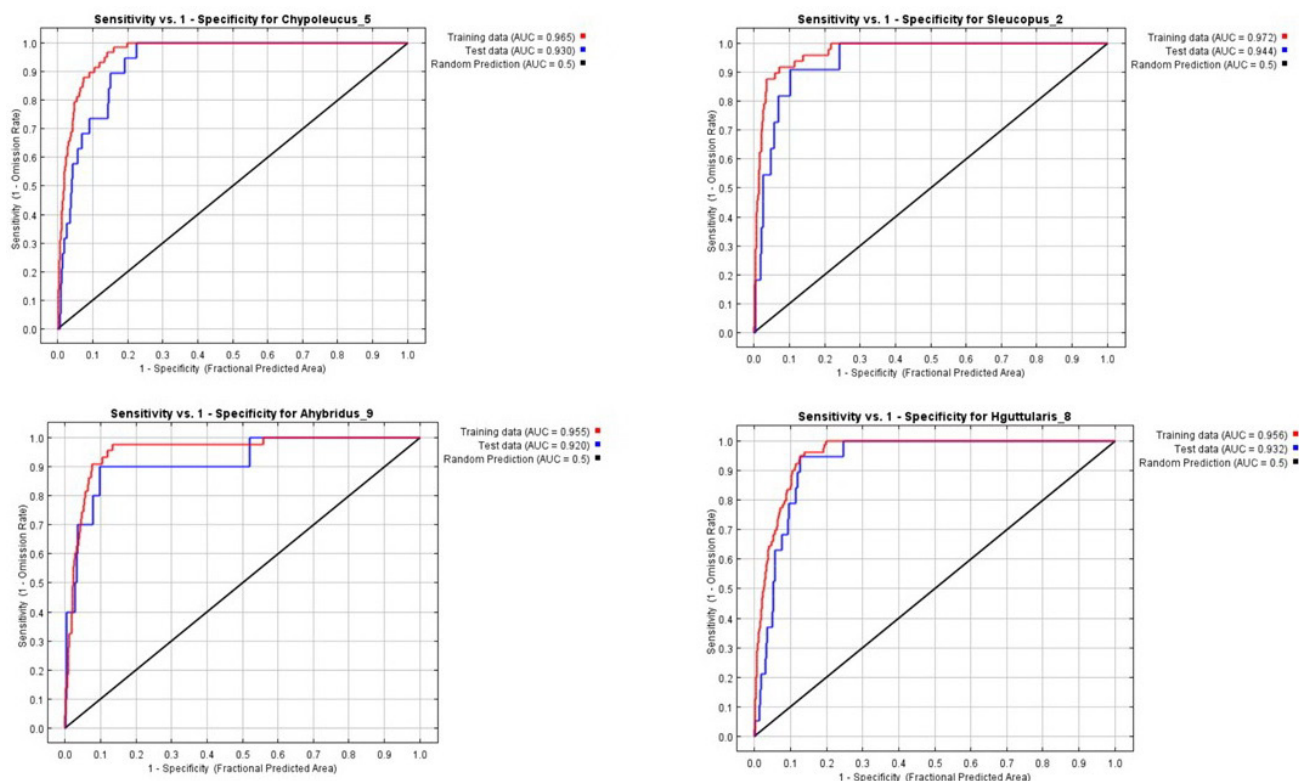 Sensitivity vs. 1 - Specificity for Chypoleucus_5
Training data (AUC = 0.965)
Test data (AUC = 0.930)
Random Prediction (AUC = 0.5)
Sensitivity (1 - Omission Rate)
1.0
0.9
0.8
0.7
0.6
0.5
0.4
0.3
0.2
0.1
0.0
0.0 0.1 0.2 0.3 0.4 0.5 0.6 0.7 0.8 0.9 1.0
1 - Specificity (Fractional Predicted Area)
Sensitivity vs. 1 - Specificity for Sleucopus_2
Training data (AUC = 0.972)
Test data (AUC = 0.944)
Random Prediction (AUC = 0.5)
Sensitivity (1 - Omission Rate)
1.0
0.9
0.8
0.7
0.6
0.5
0.4
0.3
0.2
0.1
0.0
0.0 0.1 0.2 0.3 0.4 0.5 0.6 0.7 0.8 0.9 1.0
1 - Specificity (Fractional Predicted Area)
Sensitivity vs. 1 - Specificity for Ahybridus_9
Training data (AUC = 0.955)
Test data (AUC = 0.920)
Random Prediction (AUC = 0.5)
Sensitivity (1 - Omission Rate)
1.0
0.9
0.8
0.7
0.6
0.5
0.4
0.3
0.2
0.1
0.0
0.0 0.1 0.2 0.3 0.4 0.5 0.6 0.7 0.8 0.9 1.0
1 - Specificity (Fractional Predicted Area)
Sensitivity vs. 1 - Specificity for Hguttularis_8
Training data (AUC = 0.956)
Test data (AUC = 0.932)
Random Prediction (AUC = 0.5)
Sensitivity (1 - Omission Rate)
1.0
0.9
0.8
0.7
0.6
0.5
0.4
0.3
0.2
0.1
0.0
0.0 0.1 0.2 0.3 0.4 0.5 0.6 0.7 0.8 0.9 1.0
1 - Specificity (Fractional Predicted Area)